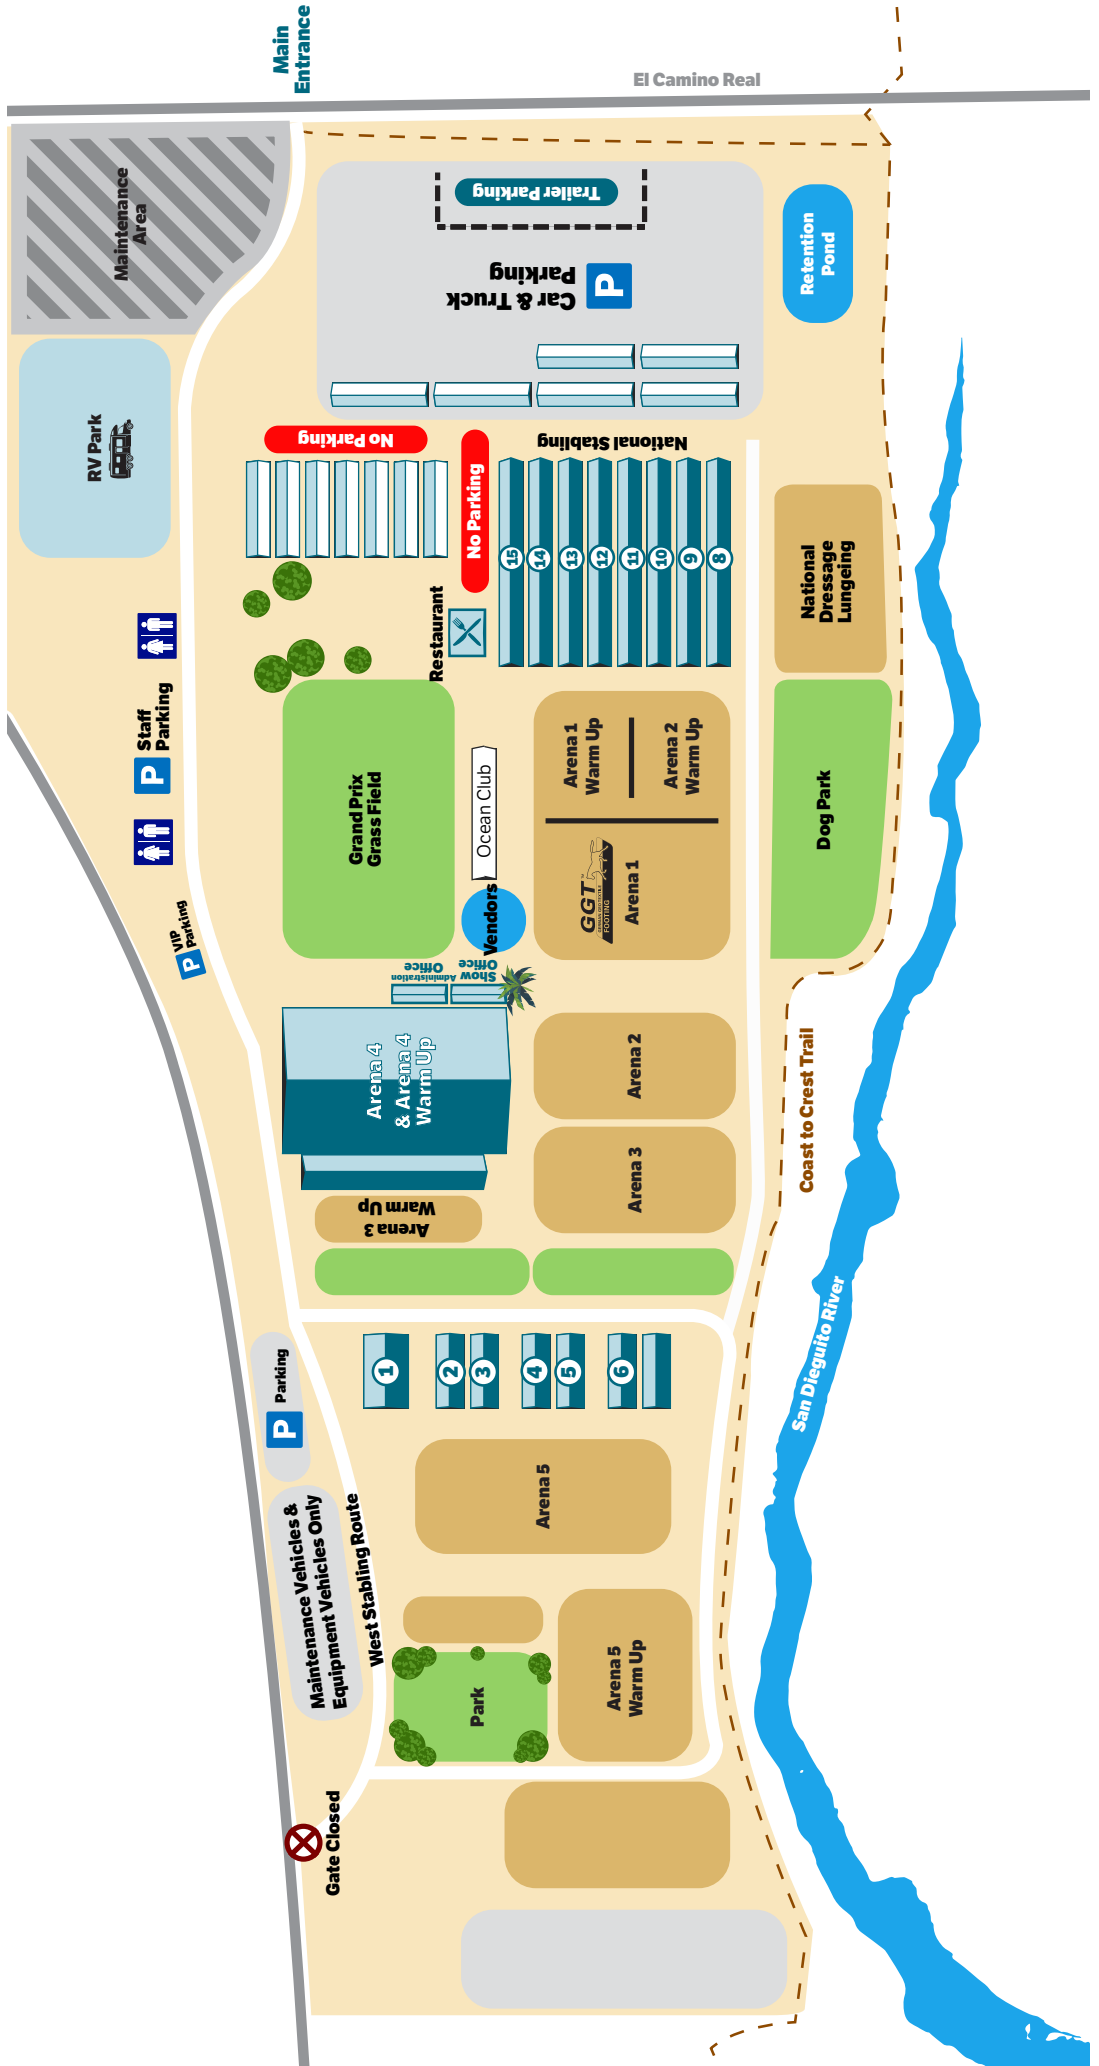 Main
Entrance
El Camino Real
Maintenance
Area
Trailer Parking
Car & Truck
Parking
P
Retention
Pond
RV Park
No Parking
No Parking
National Stabling
15
14
13
12
11
10
9
8
National
Dressage
Lungeing
Restaurant
P
Staff
Parking
Grand Prix
Grass Field
Ocean Club
Vendors
Arena 1
Warm Up
Arena 2
Warm Up
GGT
™
GERMAN GEO TEXTILE
FOOTING
Arena 1
Dog Park
P
VIP
Parking
Administration
Office
Show
Office
Arena 4
& Arena 4
Warm Up
Arena 2
Arena 3
Arena 3
Warm Up
Coast to Crest Trail
San Dieguito River
P
Parking
1
2
3
4
5
6
Arena 5
Maintenance Vehicles &
Equipment Vehicles Only
West Stabling Route
Park
Arena 5
Warm Up
Gate Closed